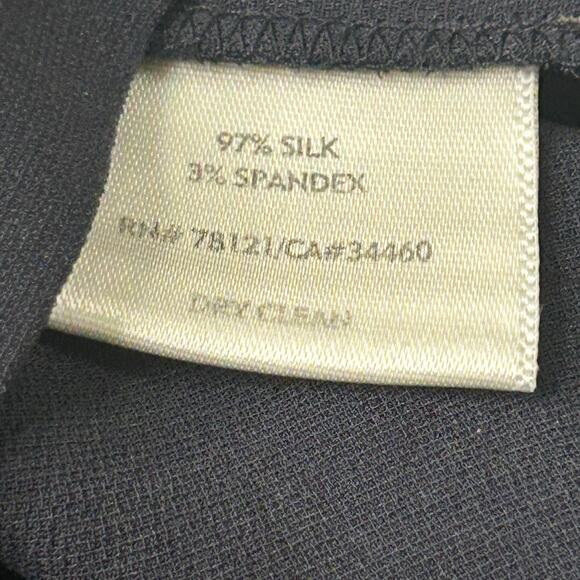 97% SILK
3% SPANDEX
RN# 78121/CA#34460
DRY CLEAN